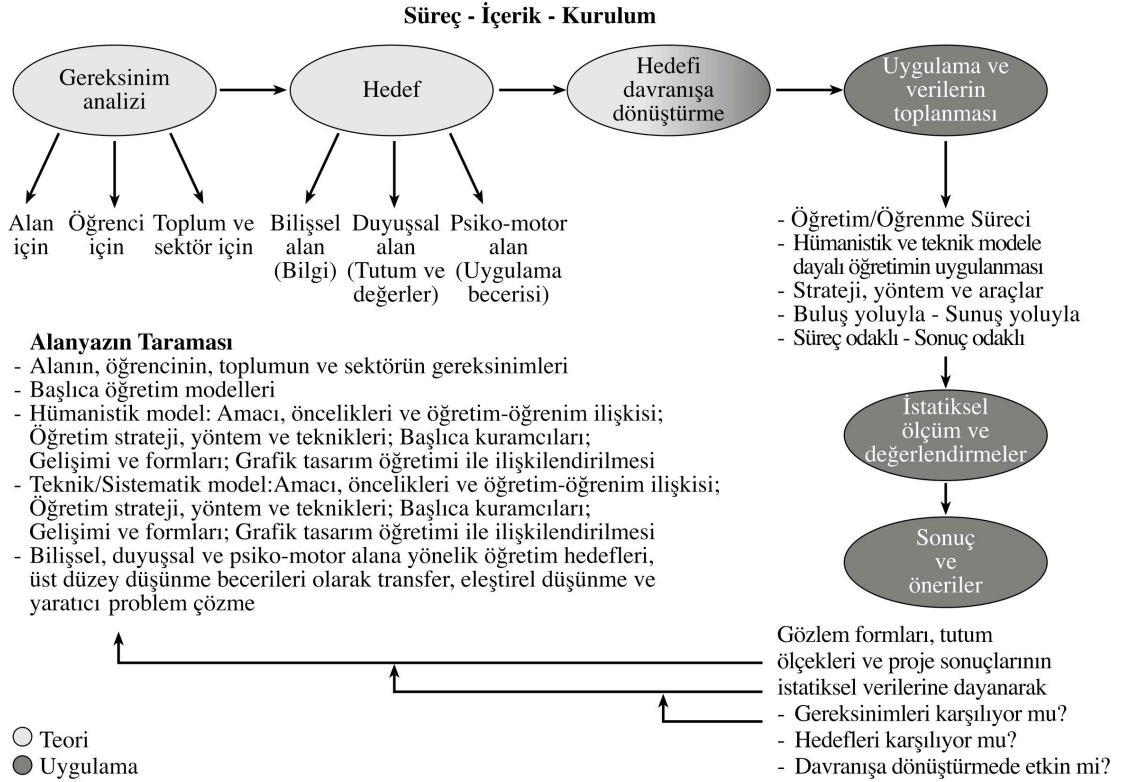 Süreç - İçerik - Kurulum
Gereksinim
analizi
Hedef
Hedefi
davranışa
dönüştürme
Uygulama ve
verilerin
toplanması
Alan
için
Öğrenci
için
Toplum ve
sektör için
Bilişsel
alan
(Bilgi)
Duyuşsal
alan
(Tutum ve
değerler)
Psiko-motor
alan
(Uygulama
becerisi)
- Öğretim/Öğrenme Süreci
- Hümanistik ve teknik modele
dayalı öğretimin uygulanması
- Strateji, yöntem ve araçlar
- Buluş yoluyla - Sunuş yoluyla
- Süreç odaklı - Sonuç odaklı
Alanyazın Taraması
- Alanın, öğrencinin, toplumun ve sektörün gereksinimleri
- Başlıca öğretim modelleri
- Hümanistik model: Amacı, öncelikleri ve öğretim-öğrenim ilişkisi;
Öğretim strateji, yöntem ve teknikleri; Başlıca kuramcıları;
Gelişimi ve formları; Grafik tasarım öğretimi ile ilişkilendirilmesi
- Teknik/Sistematik model:Amacı, öncelikleri ve öğretim-öğrenim ilişkisi;
Öğretim strateji, yöntem ve teknikleri; Başlıca kuramcıları;
Gelişimi ve formları; Grafik tasarım öğretimi ile ilişkilendirilmesi
- Bilişsel, duyuşsal ve psiko-motor alana yönelik öğretim hedefleri,
üst düzey düşünme becerileri olarak transfer, eleştirel düşünme ve
yaratıcı problem çözme
İstatiksel
ölçüm ve
değerlendirmeler
Sonuç
ve
öneriler
Gözlem formları, tutum
ölçekleri ve proje sonuçlarının
istatiksel verilerine dayanarak
- Gereksinimleri karşılıyor mu?
- Hedefleri karşılıyor mu?
- Davranışa dönüştürmede etkin mi?
Teori
Uygulama